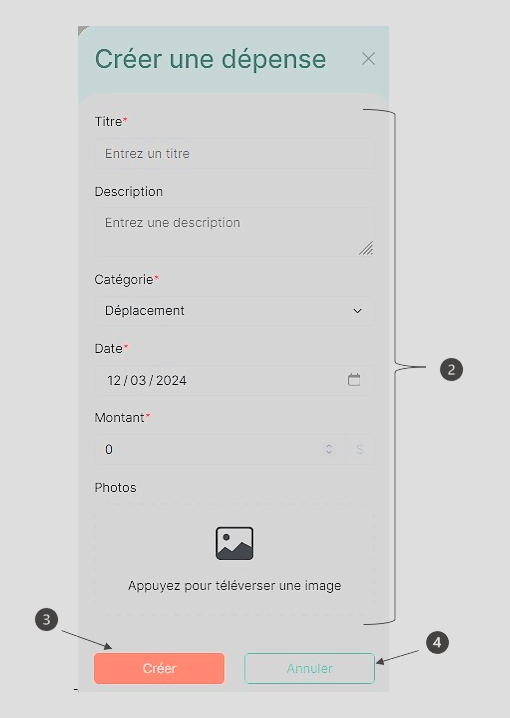 Créer une dépense
Titre*
Entrez un titre
Description
Entrez une description
Catégorie*
Déplacement
Date*
12/03/2024
2
Montant*
0 $
Photos
Appuyez pour téléverser une image
3
4
Créer Annuler